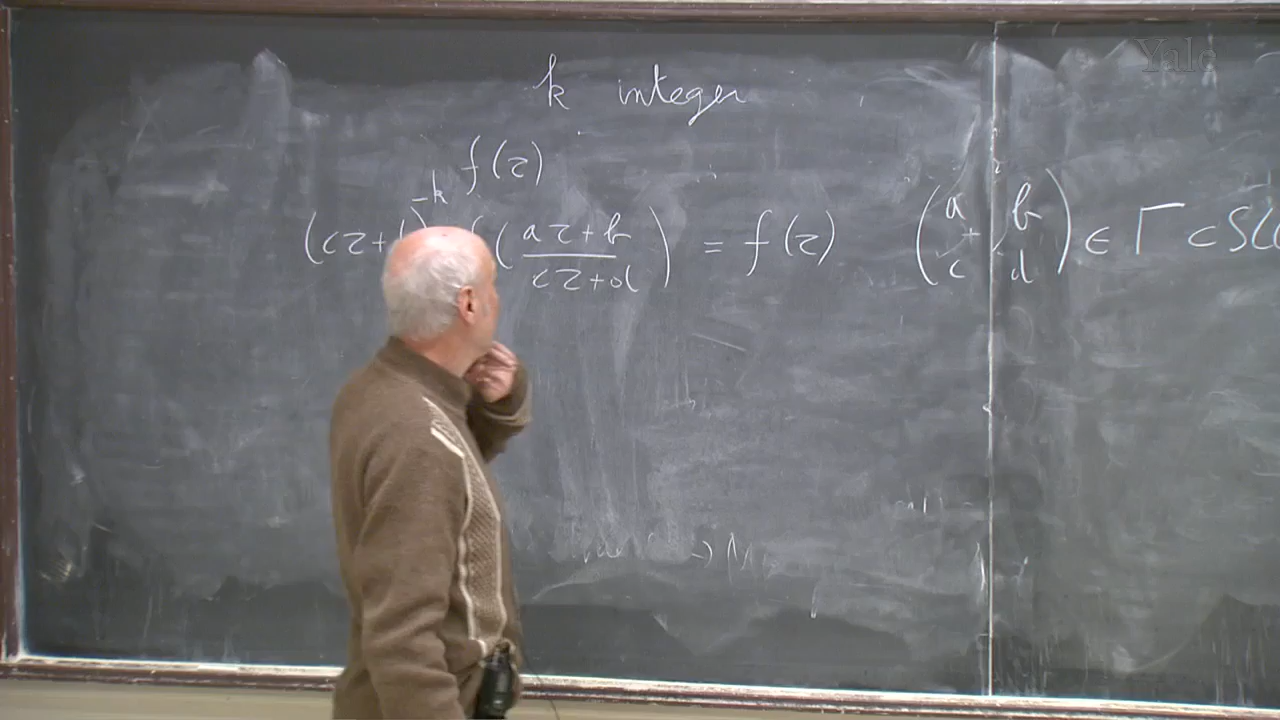 Yale
k integer
f(z)
(cz+d)^{-k} f((az+b)/(cz+d)) = f(z) (a b c d) ∈ Γ ⊂ SL(